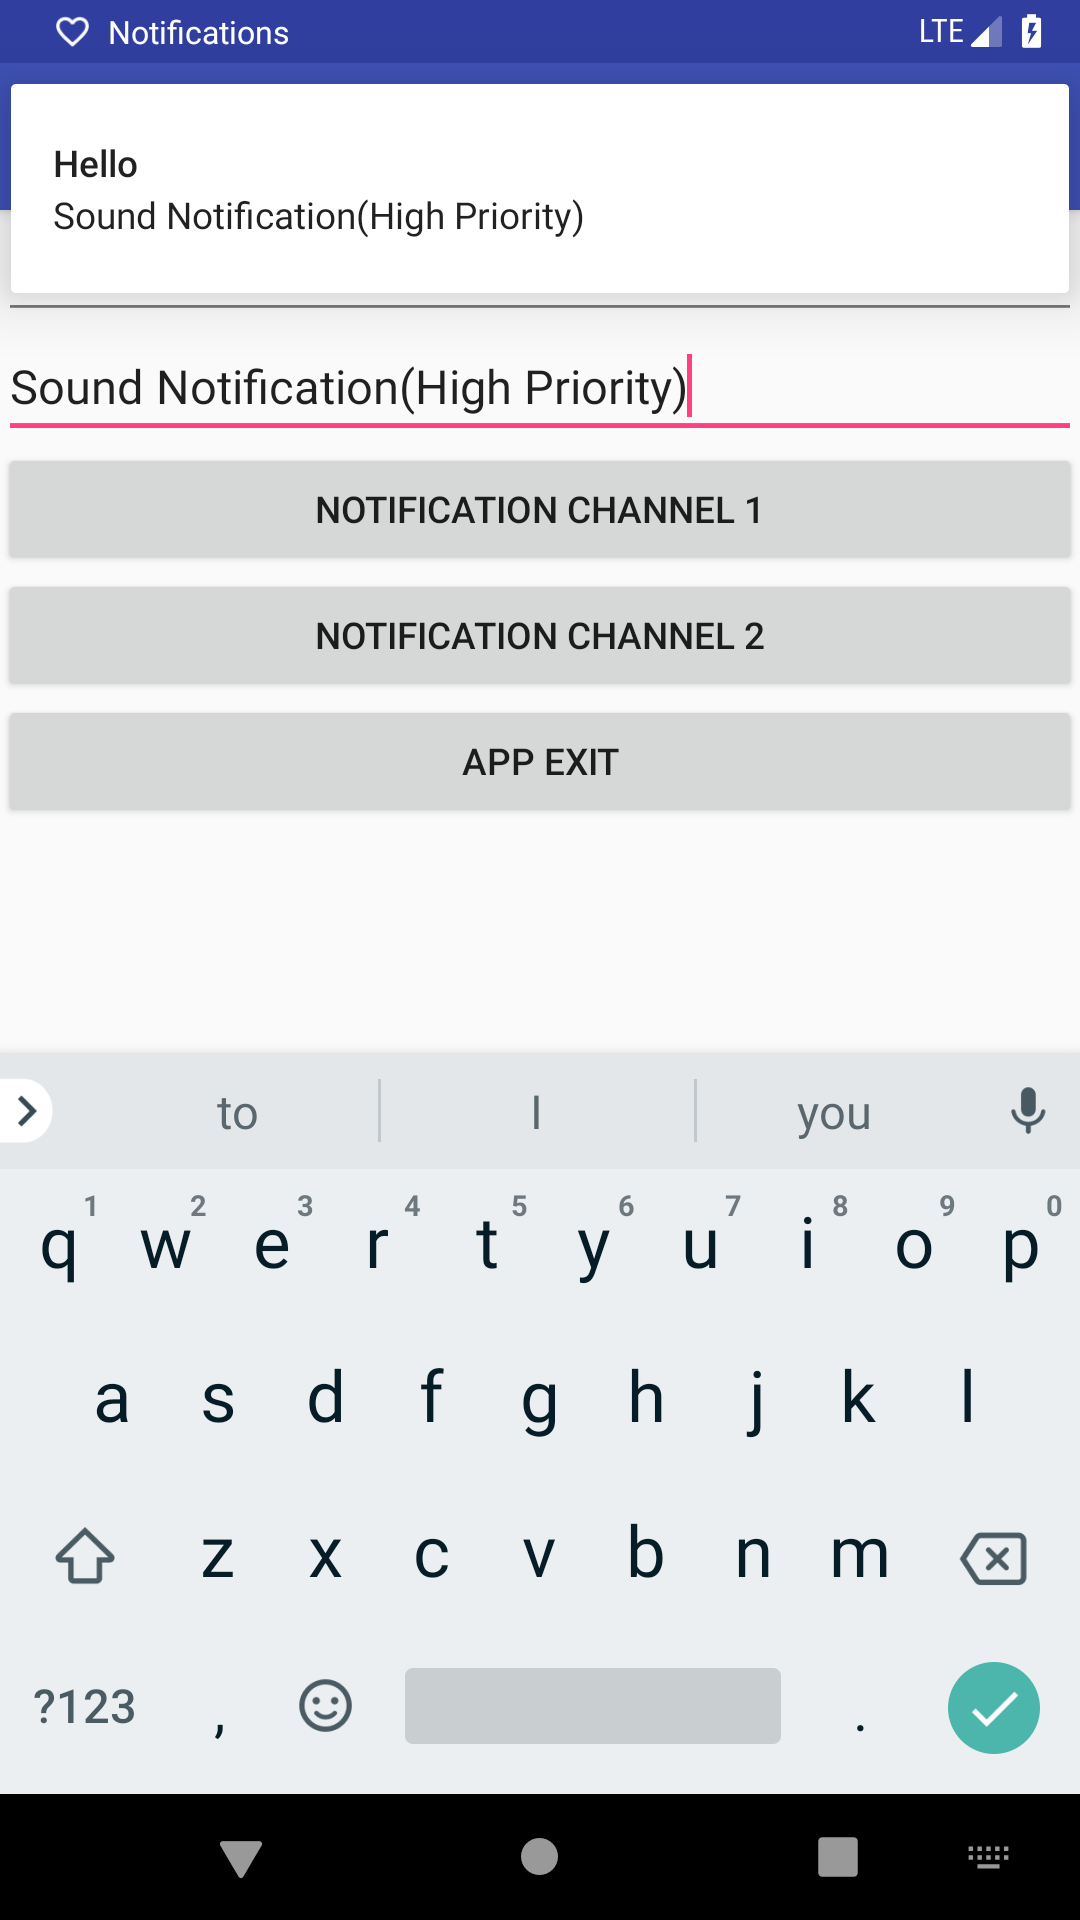 Notifications LTE
Hello
Sound Notification(High Priority)
Sound Notification(High Priority)
NOTIFICATION CHANNEL 1
NOTIFICATION CHANNEL 2
APP EXIT
to I you
1 2 3 4 5 6 7 8 9 0
q w e r t y u i o p
a s d f g h j k l
z x c v b n m
?123 , .